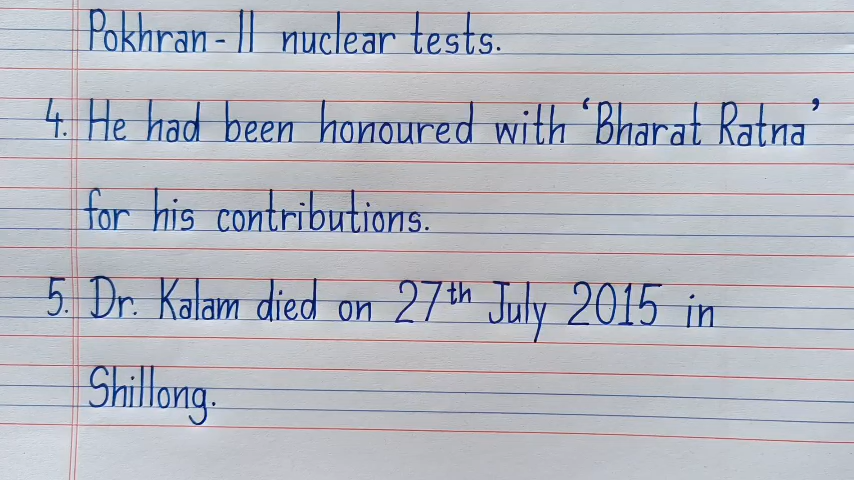 Pokhran-II nuclear tests.
4. He had been honoured with ‘Bharat Ratna’
for his contributions.
5. Dr. Kalam died on 27th July 2015 in
Shillong.